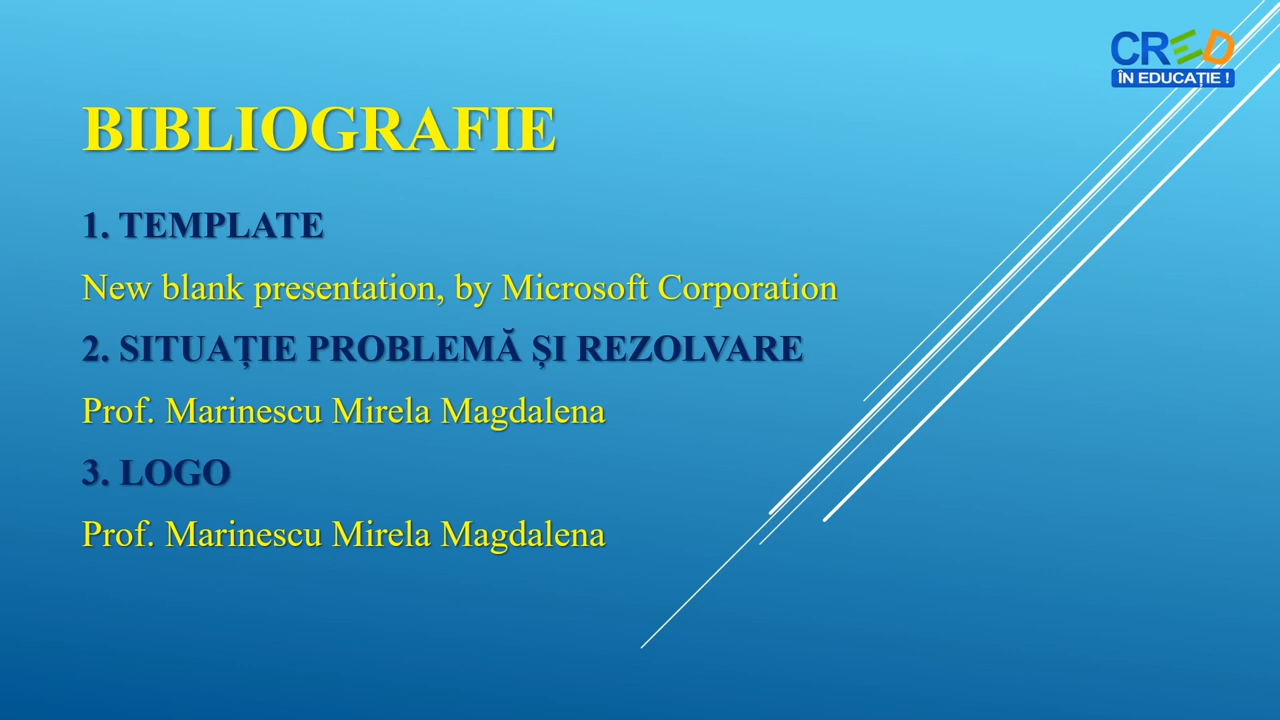 CRED
ÎN EDUCAȚIE !
BIBLIOGRAFIE
1. TEMPLATE
New blank presentation, by Microsoft Corporation
2. SITUAȚIE PROBLEMĂ ȘI REZOLVARE
Prof. Marinescu Mirela Magdalena
3. LOGO
Prof. Marinescu Mirela Magdalena